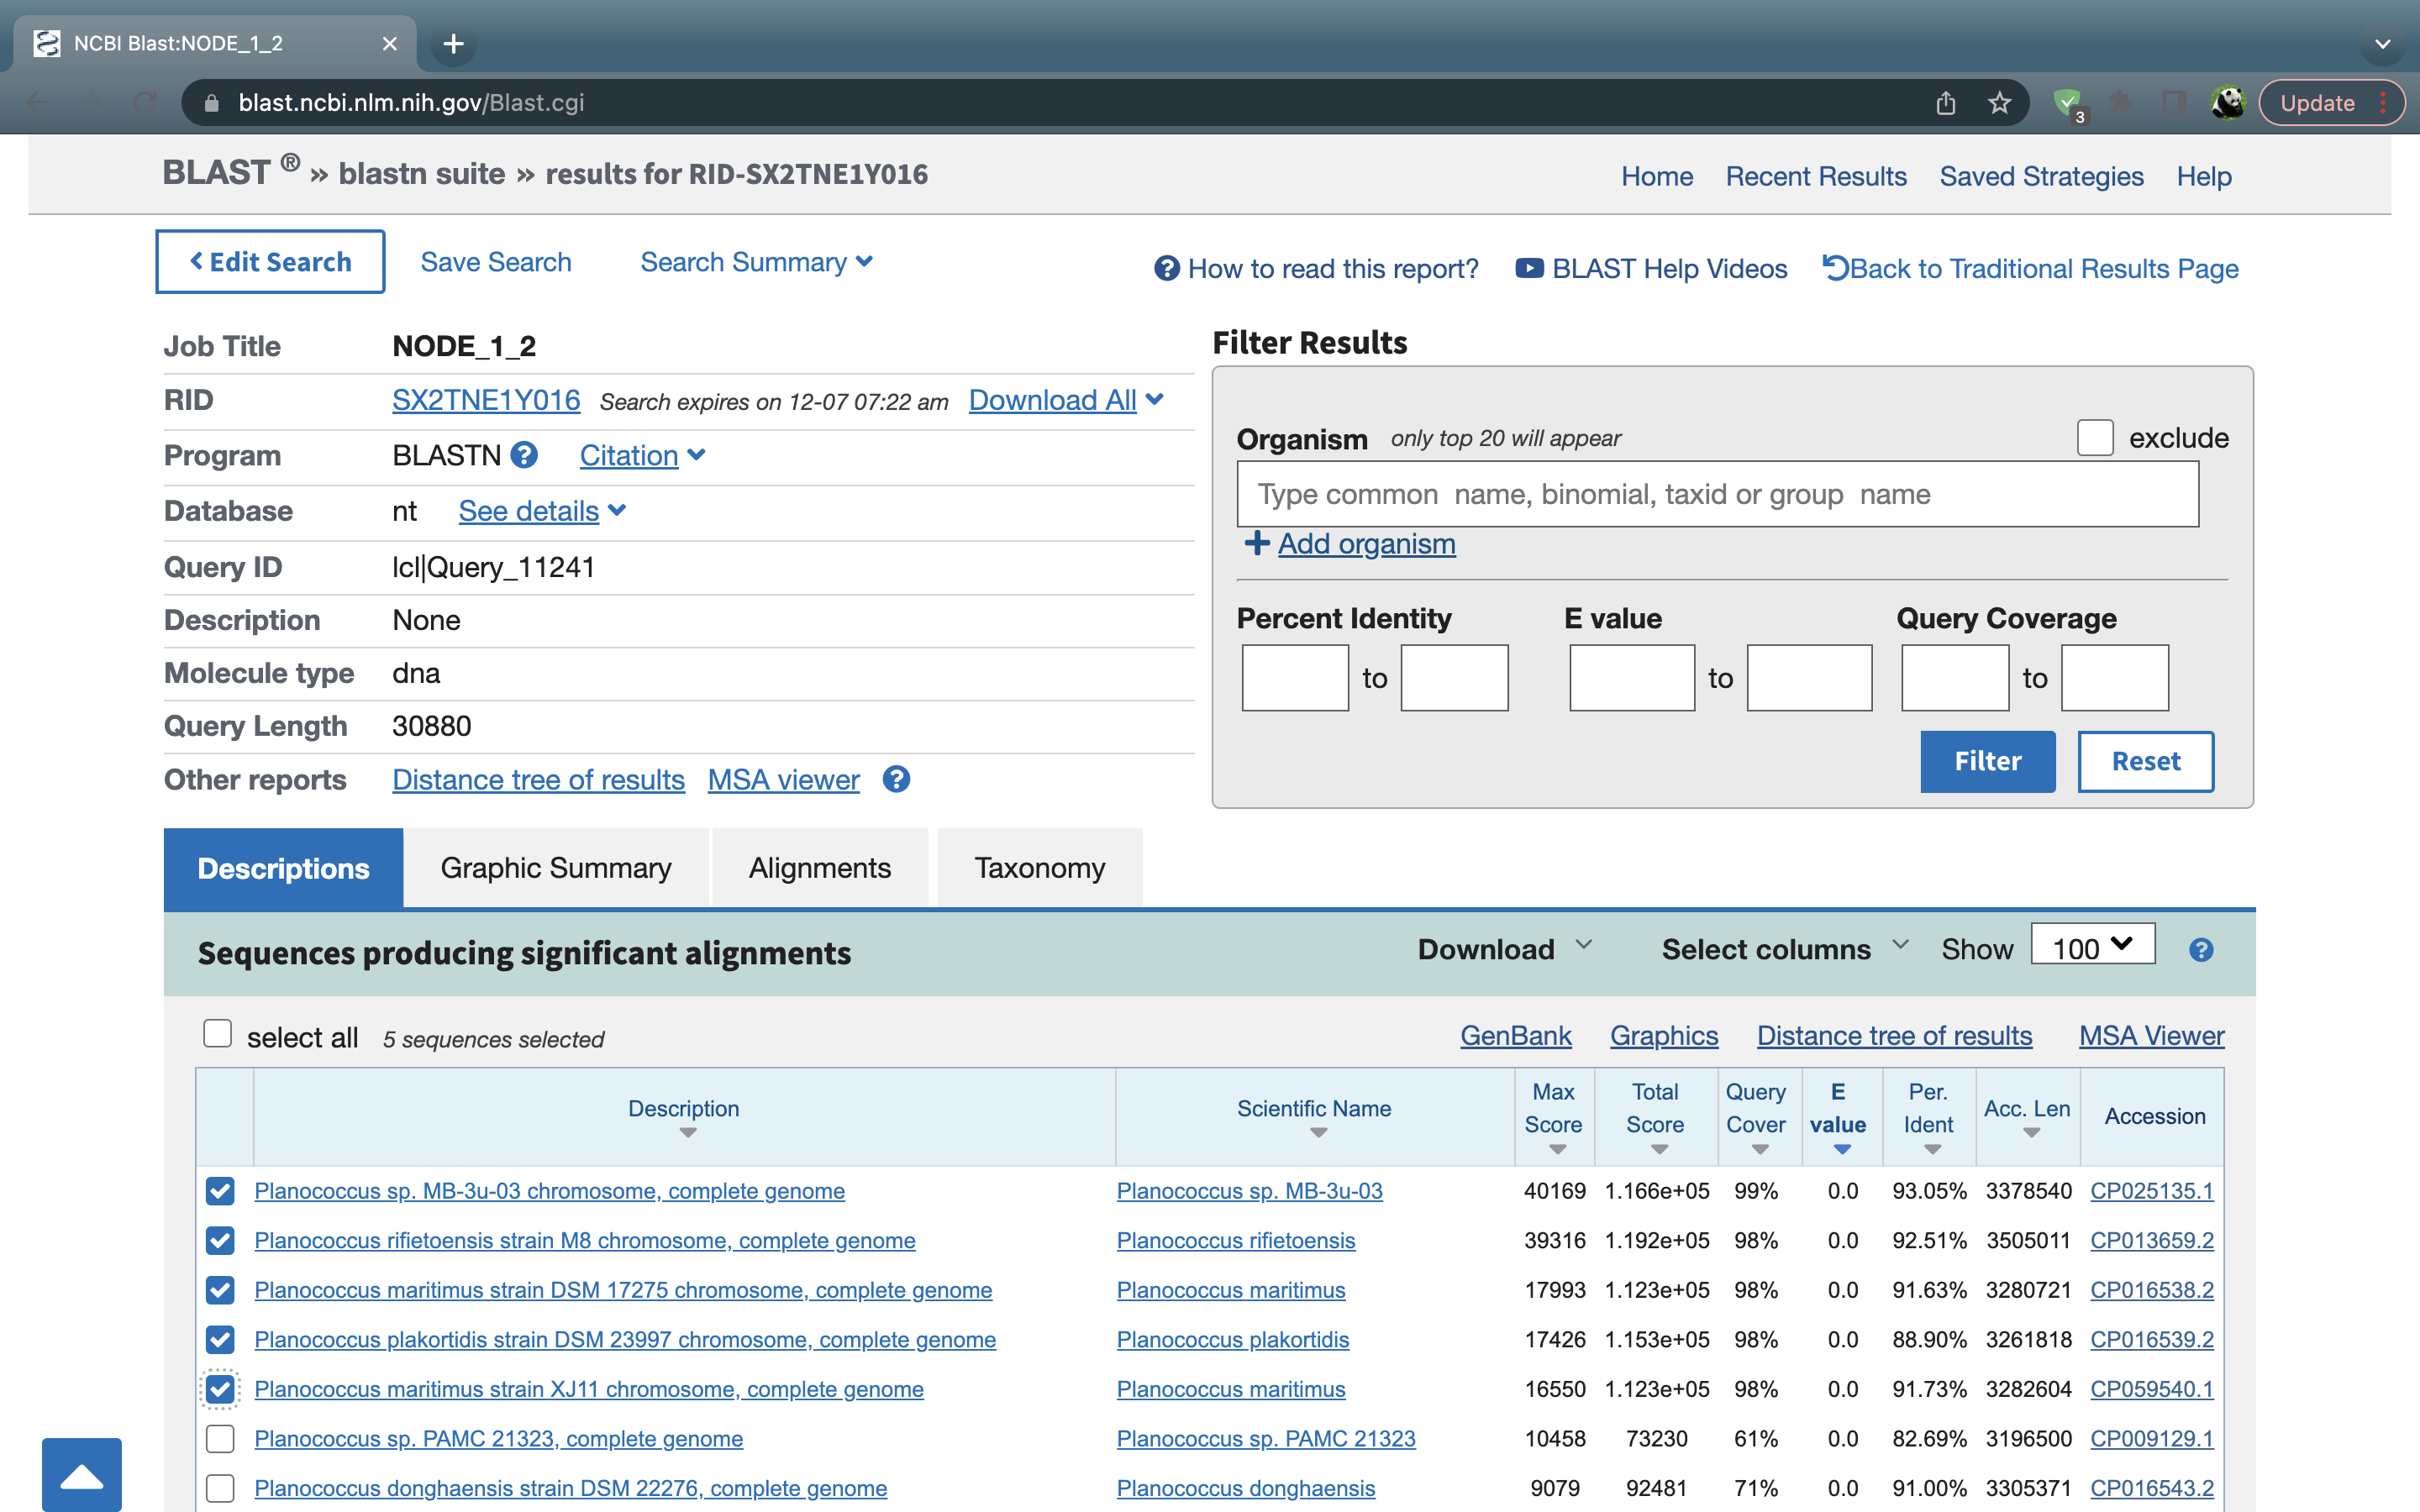 NCBI Blast:NODE_1_2
blast.ncbi.nlm.nih.gov/Blast.cgi
3
Update
BLAST ® » blastn suite » results for RID-SX2TNE1Y016
Home Recent Results Saved Strategies Help
Edit Search Save Search Search Summary
How to read this report? BLAST Help Videos Back to Traditional Results Page
Job Title NODE_1_2
RID SX2TNE1Y016 Search expires on 12-07 07:22 am Download All
Program BLASTN Citation
Database nt See details
Query ID lcl|Query_11241
Description None
Molecule type dna
Query Length 30880
Other reports Distance tree of results MSA viewer
Filter Results
Organism only top 20 will appear exclude
Type common name, binomial, taxid or group name
+ Add organism
Percent Identity E value Query Coverage
to to to
Filter Reset
Descriptions Graphic Summary Alignments Taxonomy
Sequences producing significant alignments Download Select columns Show 100
select all 5 sequences selected GenBank Graphics Distance tree of results MSA Viewer
Description Scientific Name Max Score Total Score Query Cover E value Per. Ident Acc. Len Accession
Planococcus sp. MB-3u-03 chromosome, complete genome Planococcus sp. MB-3u-03 40169 1.166e+05 99% 0.0 93.05% 3378540 CP025135.1
Planococcus rifietoensis strain M8 chromosome, complete genome Planococcus rifietoensis 39316 1.192e+05 98% 0.0 92.51% 3505011 CP013659.2
Planococcus maritimus strain DSM 17275 chromosome, complete genome Planococcus maritimus 17993 1.123e+05 98% 0.0 91.63% 3280721 CP016538.2
Planococcus plakortidis strain DSM 23997 chromosome, complete genome Planococcus plakortidis 17426 1.153e+05 98% 0.0 88.90% 3261818 CP016539.2
Planococcus maritimus strain XJ11 chromosome, complete genome Planococcus maritimus 16550 1.123e+05 98% 0.0 91.73% 3282604 CP059540.1
Planococcus sp. PAMC 21323, complete genome Planococcus sp. PAMC 21323 10458 73230 61% 0.0 82.69% 3196500 CP009129.1
Planococcus donghaensis strain DSM 22276, complete genome Planococcus donghaensis 9079 92481 71% 0.0 91.00% 3305371 CP016543.2